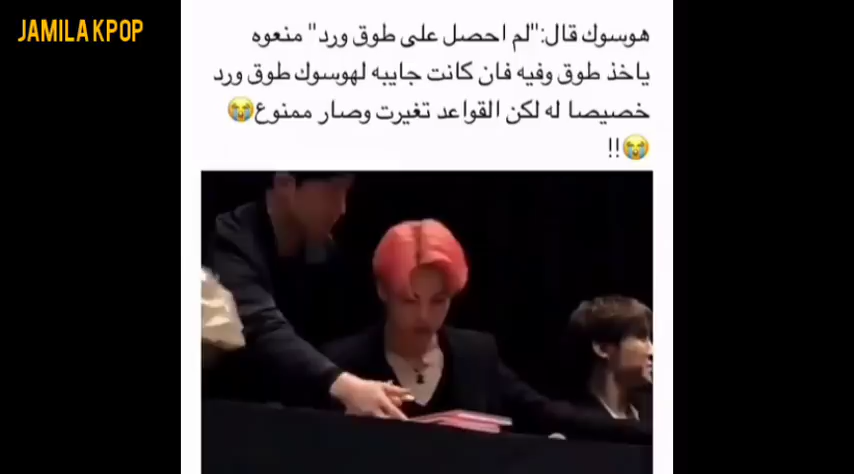 JAMILA KPOP
هوسوك قال:"لم احصل على طوق ورد" منعوه
ياخذ طوق وفيه فان كانت جايبه لهوسوك طوق ورد
خصيصا له لكن القواعد تغيرت وصار ممنوع😭
😭!!